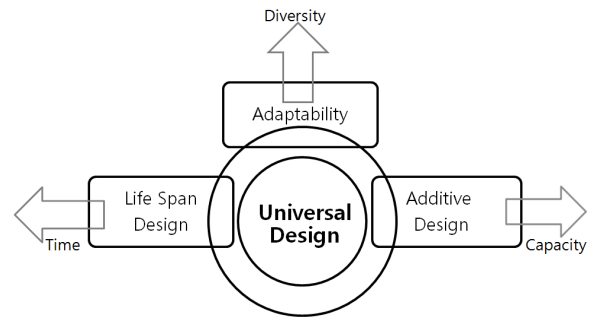 Diversity
Adaptability
Life Span
Design
Universal
Design
Additive
Design
Time
Capacity